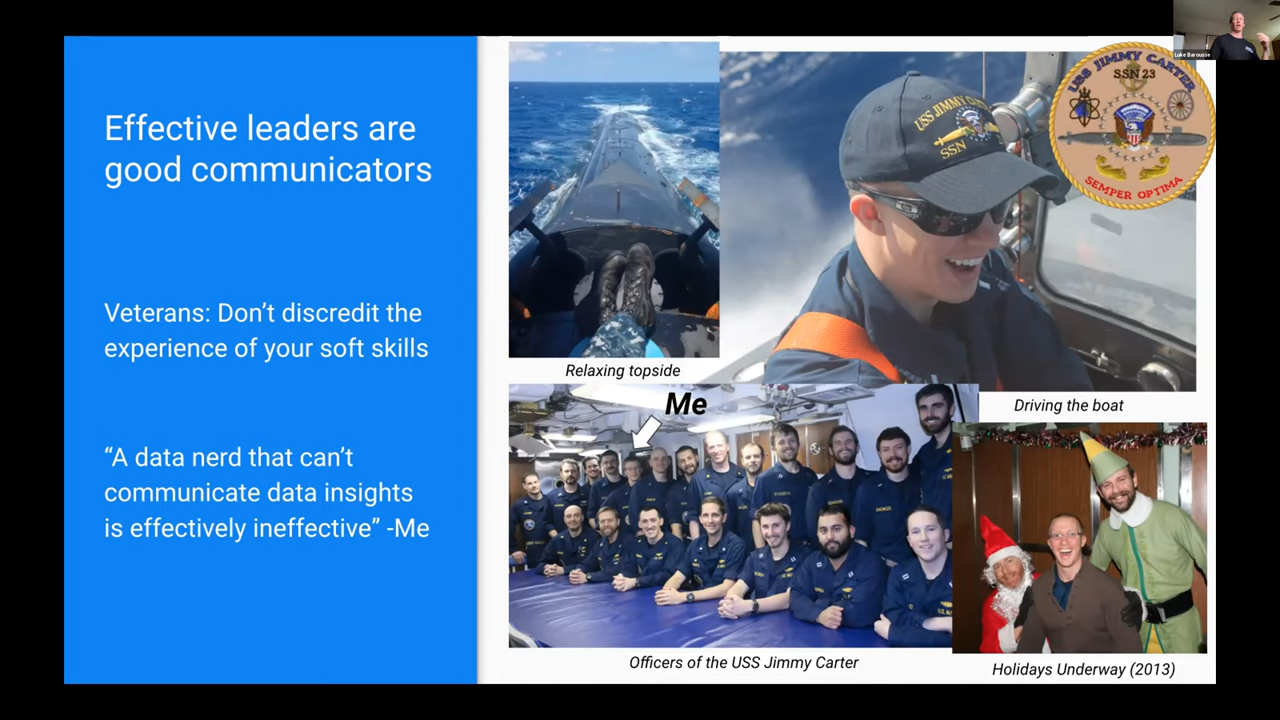 Effective leaders are
good communicators
Veterans: Don't discredit the
experience of your soft skills
“A data nerd that can't
communicate data insights
is effectively ineffective” -Me
Relaxing topside
USS JIMMY CARTER
SSN
Driving the boat
USS JIMMY CARTER
SSN 23
SEMPER OPTIMA
Luke Barousse
Me
Officers of the USS Jimmy Carter
Holidays Underway (2013)